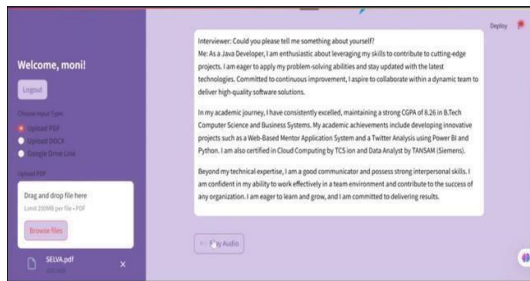 Deploy
Welcome, moni!
Logout
Choose Input Type
Upload PDF
Upload DOCX
Google Drive Link
Upload PDF
Drag and drop file here
Limit 200MB per file • PDF
Browse files
SELVA.pdf
Interviewer: Could you please tell me something about yourself?
Me: As a Java Developer, I am enthusiastic about leveraging my skills to contribute to cutting-edge
projects. I am eager to apply my problem-solving abilities and stay updated with the latest
technologies. Committed to continuous improvement, I aspire to collaborate within a dynamic team to
deliver high-quality software solutions.
In my academic journey, I have consistently excelled, maintaining a strong CGPA of 8.26 in B.Tech
Computer Science and Business Systems. My academic achievements include developing innovative
projects such as a Web-Based Mentor Application System and a Twitter Analysis using Power BI and
Python. I am also certified in Cloud Computing by TCS ion and Data Analyst by TANSAM (Siemens).
Beyond my technical expertise, I am a good communicator and possess strong interpersonal skills. I
am confident in my ability to work effectively in a team environment and contribute to the success of
any organization. I am eager to learn and grow, and I am committed to delivering results.
Play Audio